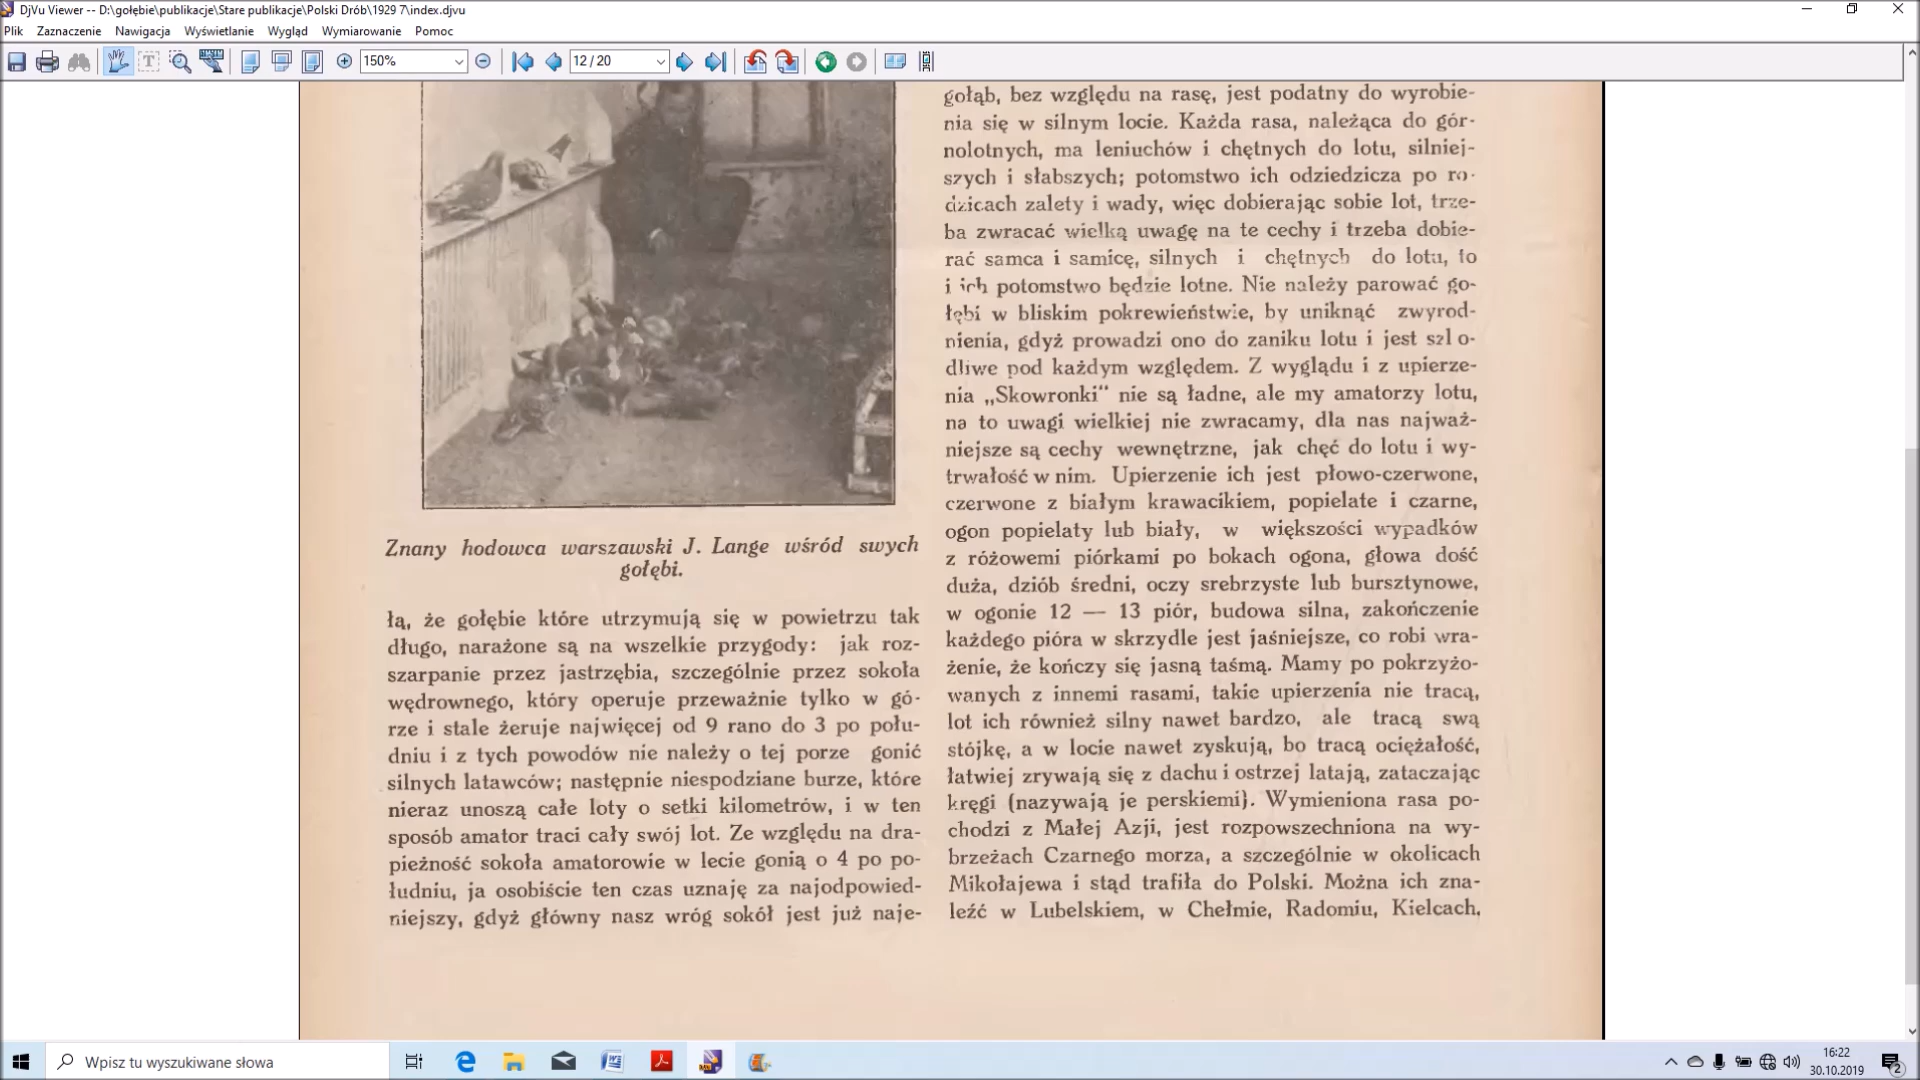 DjVu Viewer -- D:\gołębie\publikacje\Stare publikacje\Polski Drób\1929 7\index.djvu
Plik Zaznaczenie Nawigacja Wyświetlanie Wygląd Wymiarowanie Pomoc
150%
12 / 20
Znany hodowca warszawski J. Lange wśród swych
gołębi.
łą, że gołębie które utrzymują się w powietrzu tak
długo, narażone są na wszelkie przygody: jak roz-
szarpanie przez jastrzębia, szczególnie przez sokoła
wędrownego, który operuje przeważnie tylko w gó-
rze i stale żeruje najwięcej od 9 rano do 3 po połu-
dniu i z tych powodów nie należy o tej porze gonić
silnych latawców; następnie niespodziane burze, które
nieraz unoszą całe loty o setki kilometrów, i w ten
sposób amator traci cały swój lot. Ze względu na dra-
pieżność sokoła amatorowie w lecie gonią o 4 po po-
łudniu, ja osobiście ten czas uznaję za najodpowied-
niejszy, gdyż główny nasz wróg sokół jest już naje-
gołąb, bez względu na rasę, jest podatny do wyrobie-
nia się w silnym locie. Każda rasa, należąca do gór-
nolotnych, ma leniuchów i chętnych do lotu, silniej-
szych i słabszych; potomstwo ich odziedzicza po ro-
dzicach zalety i wady, więc dobierając sobie lot, trze-
ba zwracać wielką uwagę na te cechy i trzeba dobie-
rać samca i samicę, silnych i chętnych do lotu, to
i ich potomstwo będzie lotne. Nie należy parować go-
łębi w bliskim pokrewieństwie, by uniknąć zwyrod-
nienia, gdyż prowadzi ono do zaniku lotu i jest szko-
dliwe pod każdym względem. Z wyglądu i z upierze-
nia „Skowronki" nie są ładne, ale my amatorzy lotu,
na to uwagi wielkiej nie zwracamy, dla nas najważ-
niejsze są cechy wewnętrzne, jak chęć do lotu i wy-
trwałość w nim. Upierzenie ich jest płowo-czerwone,
czerwone z białym krawacikiem, popielate i czarne,
ogon popielaty lub biały, w większości wypadków
z różowemi piórkami po bokach ogona, głowa dość
duża, dziób średni, oczy srebrzyste lub bursztynowe,
w ogonie 12 — 13 piór, budowa silna, zakończenie
każdego pióra w skrzydle jest jaśniejsze, co robi wra-
żenie, że kończy się jasną taśmą. Mamy po pokrzyżo-
wanych z innemi rasami, takie upierzenia nie tracą,
lot ich również silny nawet bardzo, ale tracą swą
stójkę, a w locie nawet zyskują, bo tracą ociężałość,
łatwiej zrywają się z dachu i ostrzej latają, zataczając
kręgi (nazywają je perskiemi). Wymieniona rasa po-
chodzi z Małej Azji, jest rozpowszechniona na wy-
brzeżach Czarnego morza, a szczególnie w okolicach
Mikołajewa i stąd trafiła do Polski. Można ich zna-
leźć w Lubelskiem, w Chełmie, Radomiu, Kielcach,
Wpisz tu wyszukiwane słowa
16:22
30.10.2019
2